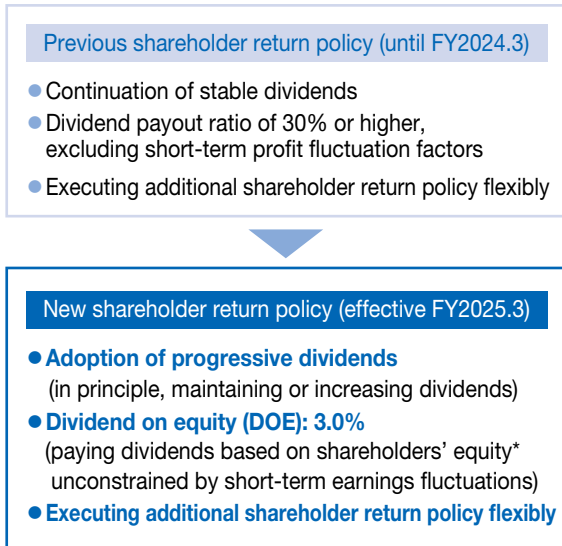 Previous shareholder return policy (until FY2024.3)
● Continuation of stable dividends
● Dividend payout ratio of 30% or higher,
excluding short-term profit fluctuation factors
● Executing additional shareholder return policy flexibly
New shareholder return policy (effective FY2025.3)
● Adoption of progressive dividends
(in principle, maintaining or increasing dividends)
● Dividend on equity (DOE): 3.0%
(paying dividends based on shareholders’ equity*
unconstrained by short-term earnings fluctuations)
● Executing additional shareholder return policy flexibly